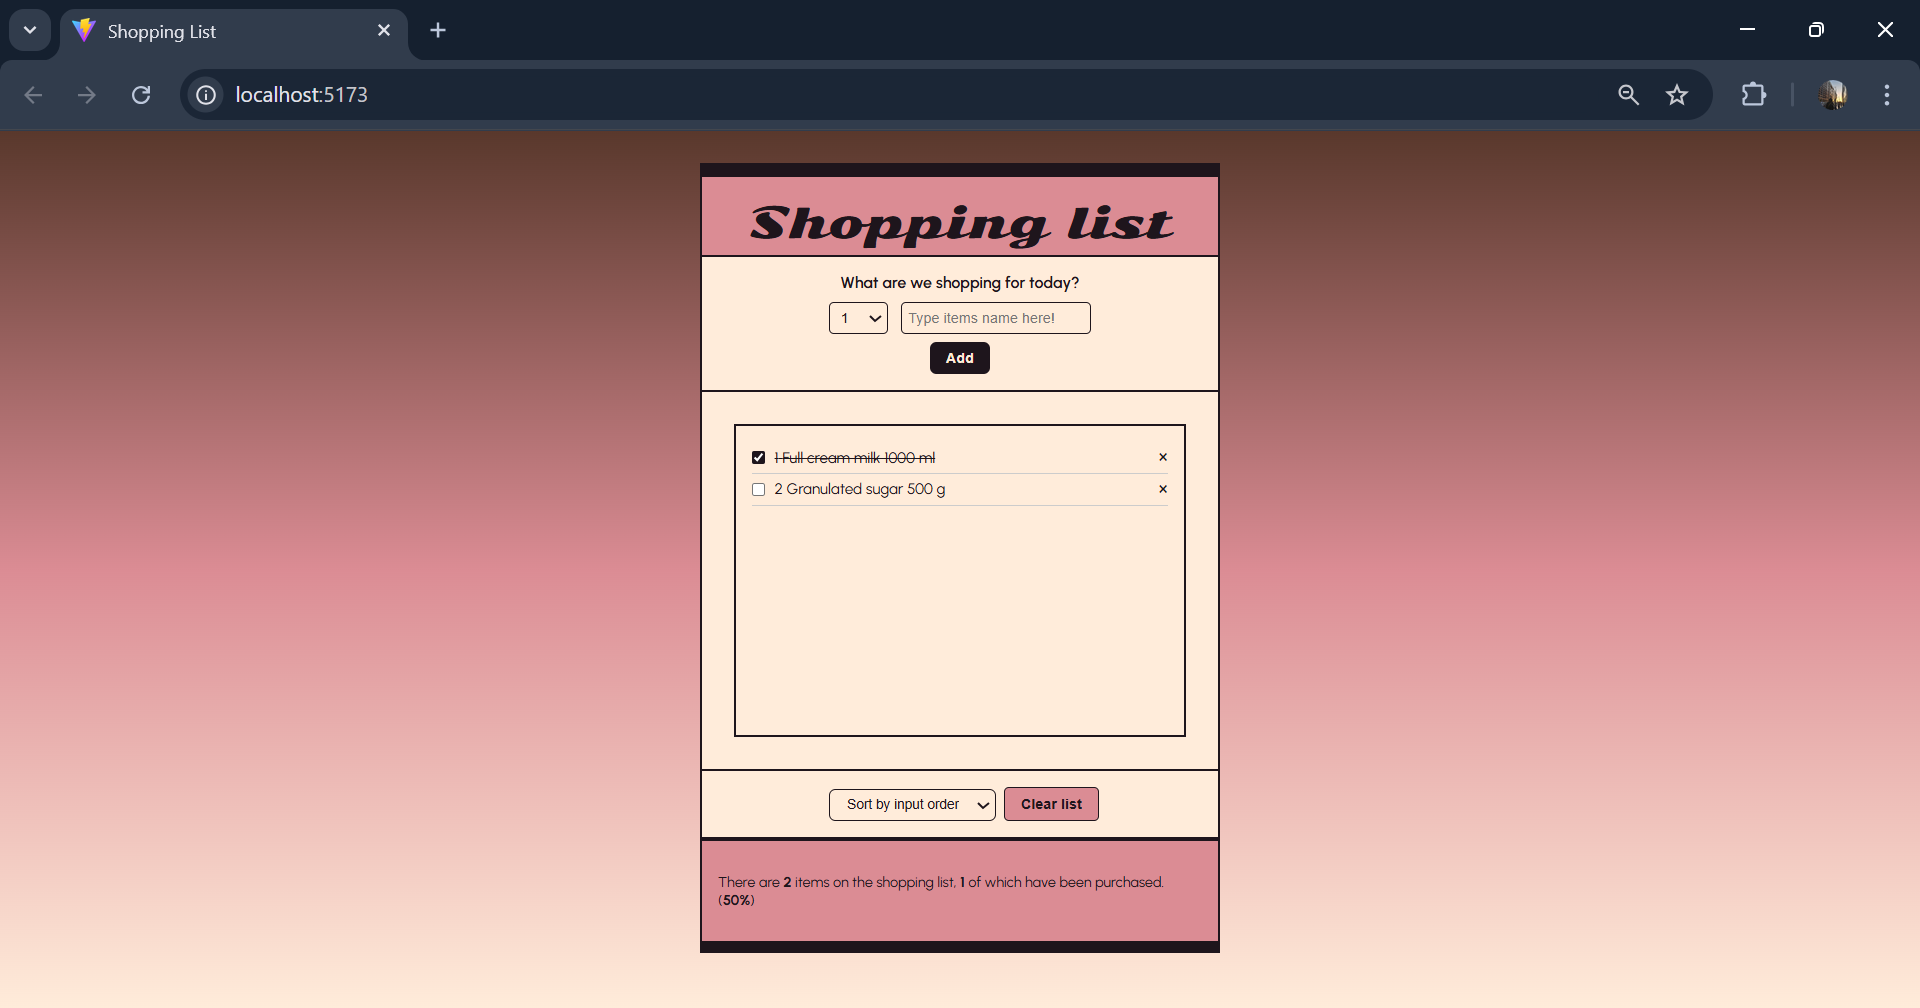 Shopping List
localhost:5173
Shopping list
What are we shopping for today?
1
Type items name here!
Add
1 Full cream milk 1000 ml
2 Granulated sugar 500 g
Sort by input order
Clear list
There are 2 items on the shopping list, 1 of which have been purchased.
(50%)